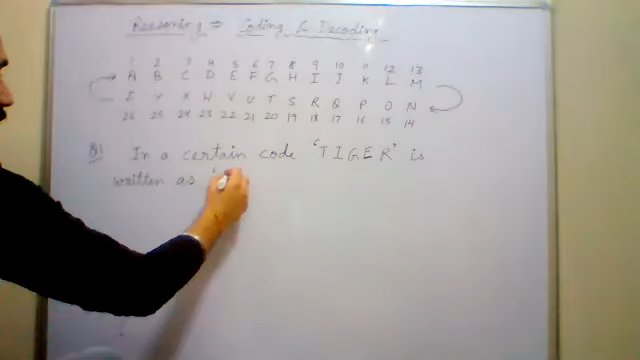 Reasoning ⇒ Coding & Decoding
1 2 3 4 5 6 7 8 9 10 11 12 13
A B C D E F G H I J K L M
Z Y X W V U T S R Q P O N
26 25 24 23 22 21 20 19 18 17 16 15 14
Q1 In a certain code 'TIGER' is
written as '